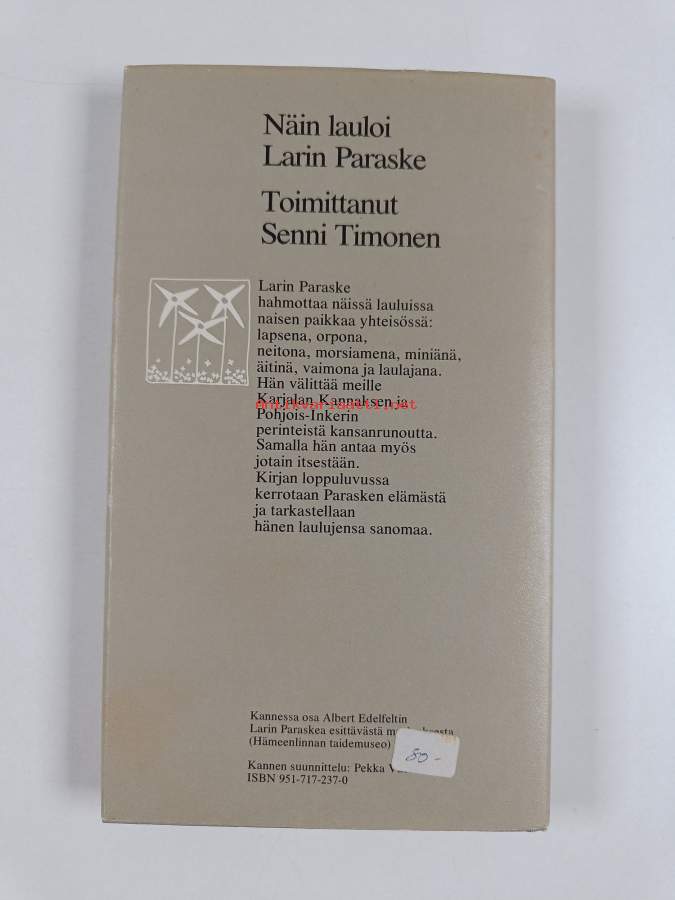 Näin lauloi
Larin Paraske
Toimittanut
Senni Timonen
Larin Paraske
hahmottaa näissä lauluissa
naisen paikkaa yhteisössä:
lapsena, orpona,
neitona, morsiamena, miniänä,
äitinä, vaimona ja laulajana.
Hän välittää meille
Karjalan Kannaksen ja
antikvariaatti.net
Pohjois-Inkerin
perinteistä kansanrunoutta.
Samalla hän antaa myös
jotain itsestään.
Kirjan loppuluvussa
kerrotaan Parasken elämästä
ja tarkastellaan
hänen laulujensa sanomaa.
Kannessa osa Albert Edelfeltin
Larin Paraskea esittävästä
(Hämeenlinnan taidemuseo)
80-
Kannen suunnittelu: Pekka
ISBN 951-717-237-0